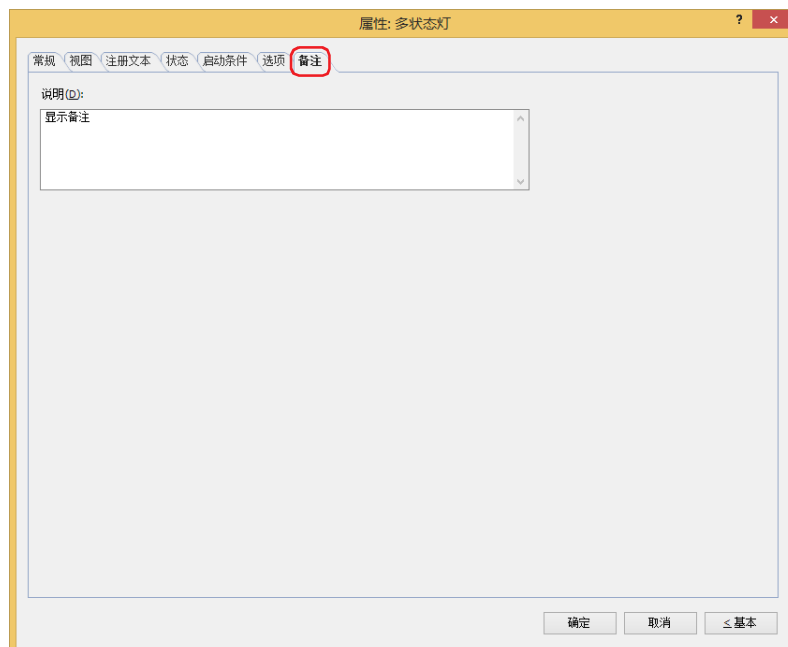 属性: 多状态灯
?
×
常规 视图 注册文本 状态 启动条件 选项 备注
说明(D):
显示备注
确定 取消 < 基本